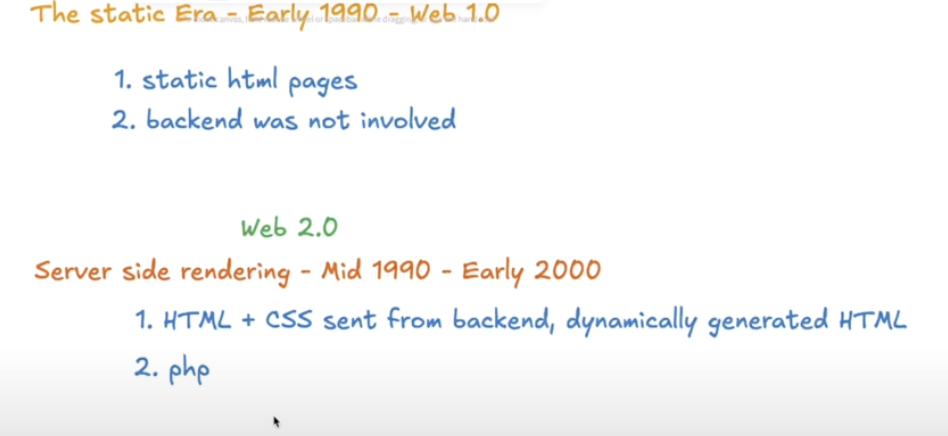 The static Era - Early 1990 - Web 1.0
1. static html pages
2. backend was not involved
Web 2.0
Server side rendering - Mid 1990 - Early 2000
1. HTML + CSS sent from backend, dynamically generated HTML
2. php